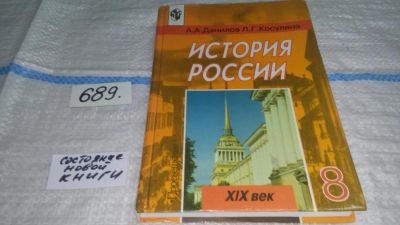 А.А.Данилов Л.Г.Косулина
ИСТОРИЯ
РОССИИ
689.
СОСТОЯНИЕ
НОВОЙ
КНИГИ
XIX век
8